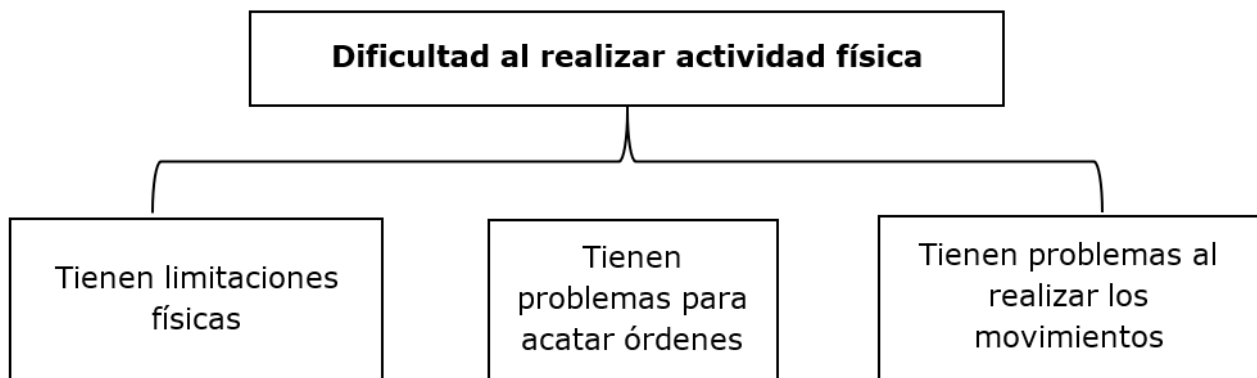 Dificultad al realizar actividad física
Tienen limitaciones
físicas
Tienen
problemas para
acatar órdenes
Tienen problemas al
realizar los
movimientos